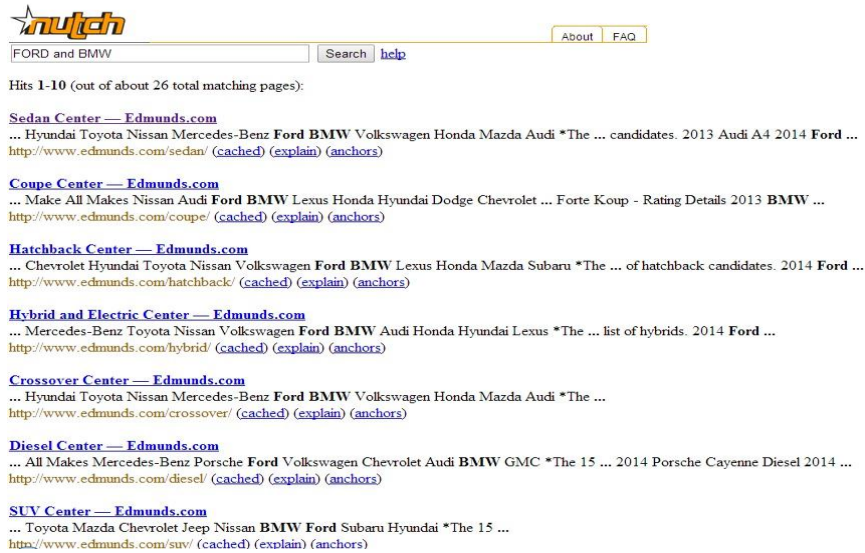 nutch
About FAQ
FORD and BMW Search help
Hits 1-10 (out of about 26 total matching pages):
Sedan Center — Edmunds.com
... Hyundai Toyota Nissan Mercedes-Benz Ford BMW Volkswagen Honda Mazda Audi *The ... candidates. 2013 Audi A4 2014 Ford ...
http://www.edmunds.com/sedan/ (cached) (explain) (anchors)
Coupe Center — Edmunds.com
... Make All Makes Nissan Audi Ford BMW Lexus Honda Hyundai Dodge Chevrolet ... Forte Koup - Rating Details 2013 BMW ...
http://www.edmunds.com/coupe/ (cached) (explain) (anchors)
Hatchback Center — Edmunds.com
... Chevrolet Hyundai Toyota Nissan Volkswagen Ford BMW Lexus Honda Mazda Subaru *The ... of hatchback candidates. 2014 Ford ...
http://www.edmunds.com/hatchback/ (cached) (explain) (anchors)
Hybrid and Electric Center — Edmunds.com
... Mercedes-Benz Toyota Nissan Volkswagen Ford BMW Audi Honda Hyundai Lexus *The ... list of hybrids. 2014 Ford ...
http://www.edmunds.com/hybrid/ (cached) (explain) (anchors)
Crossover Center — Edmunds.com
... Hyundai Toyota Nissan Mercedes-Benz Ford BMW Volkswagen Honda Mazda Audi *The ...
http://www.edmunds.com/crossover/ (cached) (explain) (anchors)
Diesel Center — Edmunds.com
... All Makes Mercedes-Benz Porsche Ford Volkswagen Chevrolet Audi BMW GMC *The 15 ... 2014 Porsche Cayenne Diesel 2014 ...
http://www.edmunds.com/diesel/ (cached) (explain) (anchors)
SUV Center — Edmunds.com
... Toyota Mazda Chevrolet Jeep Nissan BMW Ford Subaru Hyundai *The 15 ...
http://www.edmunds.com/suv/ (cached) (explain) (anchors)